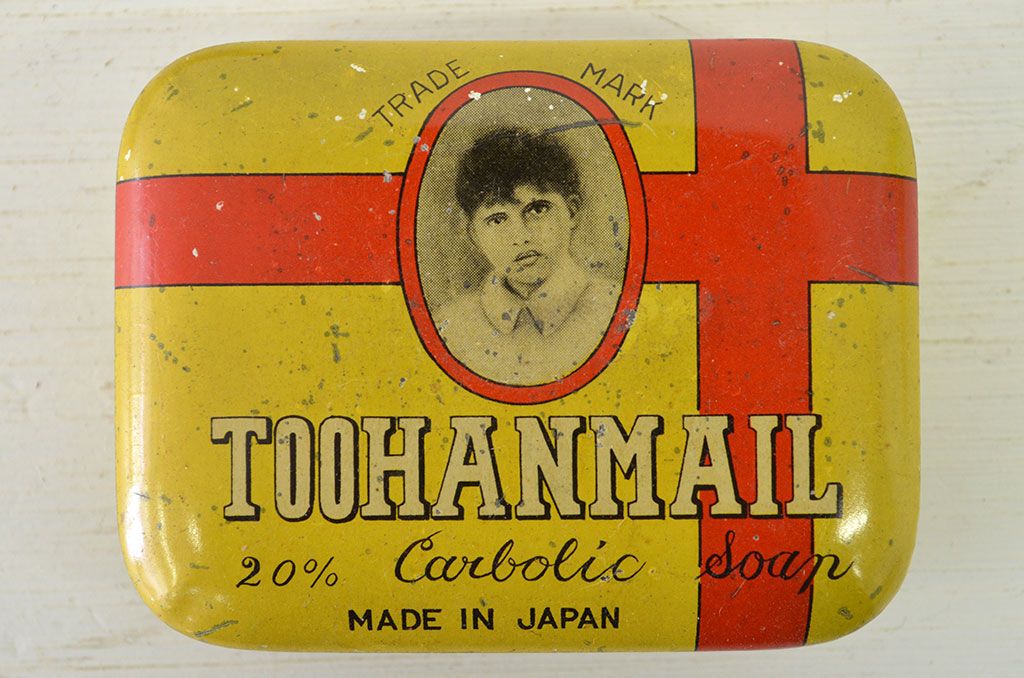 TRADE MARK
TOOHANMAIL
20% Carbolic Soap
MADE IN JAPAN